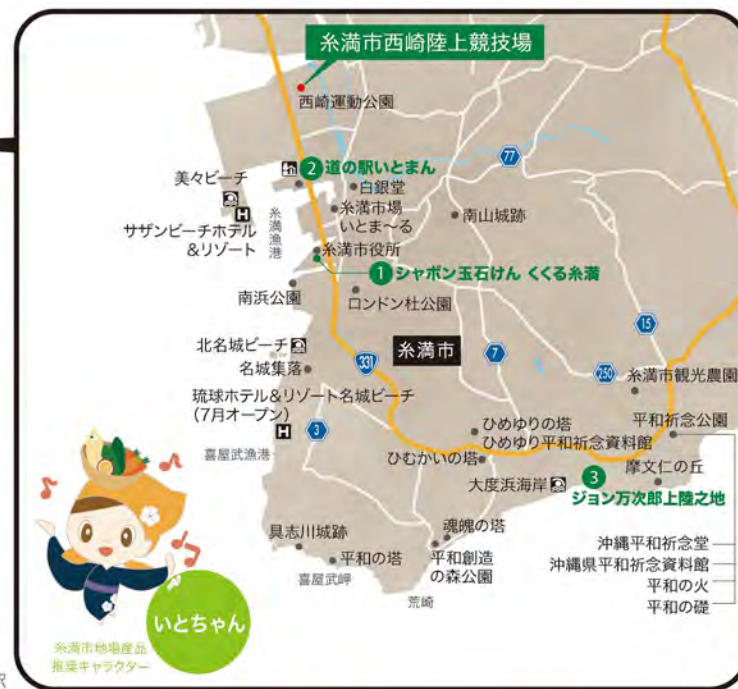 糸満市西崎陸上競技場
西崎運動公園
77
2 道の駅いとまん
美々ビーチ
白銀堂
H
糸満市場
いとま~る
南山城跡
サザンビーチホテル
&リゾート
糸満漁港
糸満市役所
1 シャボン玉石けん くくる糸満
南浜公園
ロンドン杜公園
15
北名城ビーチ
糸満市
7
331
名城集落
250
糸満市観光農園
琉球ホテル&リゾート名城ビーチ
(7月オープン)
H
3
ひめゆりの塔
ひめゆり平和祈念資料館
平和祈念公園
喜屋武漁港
ひむかいの塔
3
摩文仁の丘
大度浜海岸
ジョン万次郎上陸之地
魂魄の塔
具志川城跡
平和の塔
平和創造
の森公園
喜屋武岬
荒崎
沖縄平和祈念堂
沖縄県平和祈念資料館
平和の火
平和の礎
いとちゃん
糸満市地場産品
推奨キャラクター